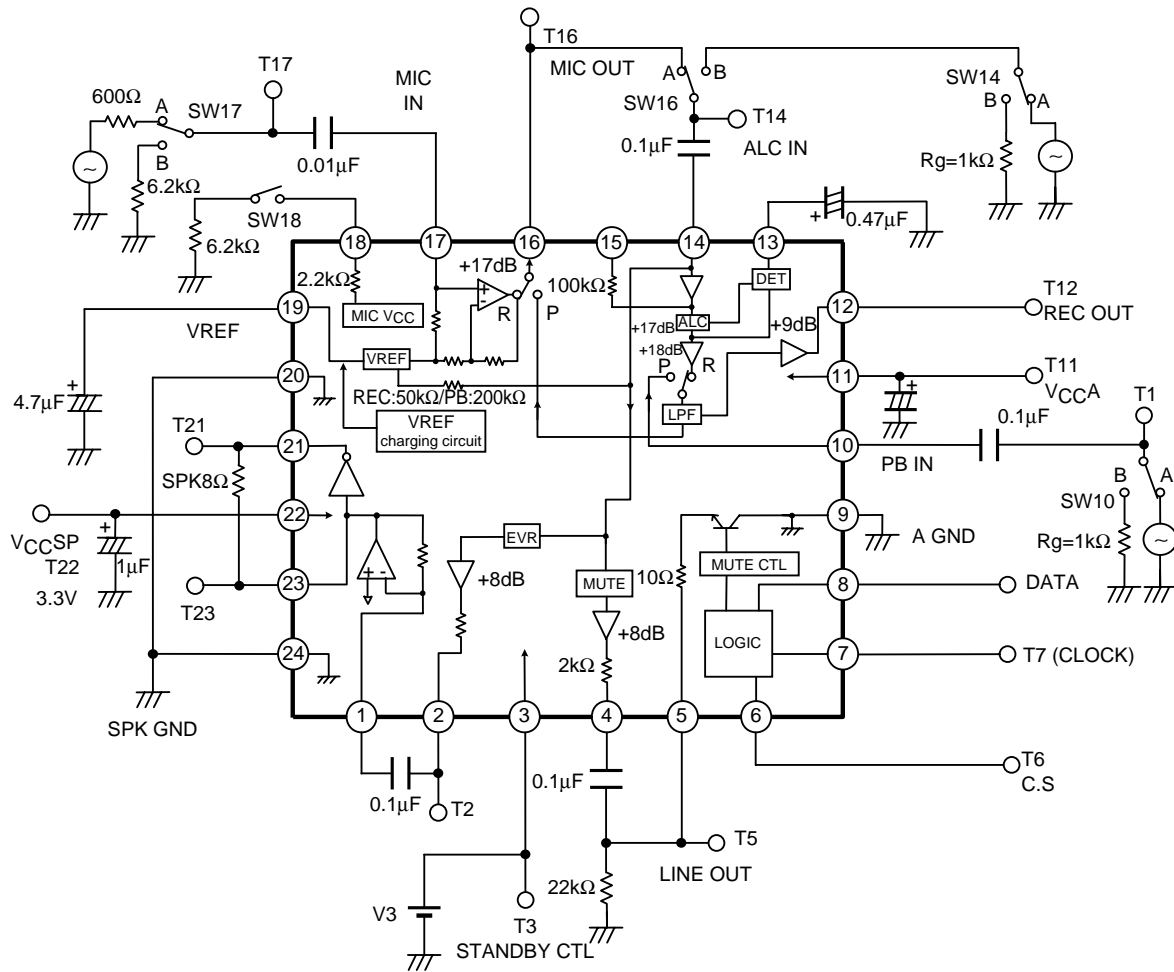 T16
MIC OUT
T17
MIC
IN
600Ω
A
SW17
B
6.2kΩ
0.01µF
SW18
6.2kΩ
A
B
SW16
T14
0.1µF
ALC IN
SW14
B
A
Rg=1kΩ
~
~
+
0.47µF
18
17
16
15
14
13
2.2kΩ
MIC VCC
+17dB
+
-
R
P
100kΩ
DET
ALC
+17dB
+18dB
P
R
+9dB
LPF
19
VREF
VREF
REC:50kΩ/PB:200kΩ
VREF
charging circuit
12
T12
REC OUT
11
T11
VCCA
+
+
4.7µF
20
T21
21
SPK8Ω
10
PB IN
0.1µF
T1
B
A
SW10
Rg=1kΩ
~
22
VCCSP
T22
+
1µF
3.3V
23
T23
+
-
EVR
+8dB
MUTE
+8dB
2kΩ
10Ω
MUTE CTL
LOGIC
9
A GND
8
DATA
7
T7 (CLOCK)
24
SPK GND
1
2
3
4
5
6
T6
C.S
0.1µF
T2
0.1µF
T5
LINE OUT
22kΩ
V3
T3
STANDBY CTL